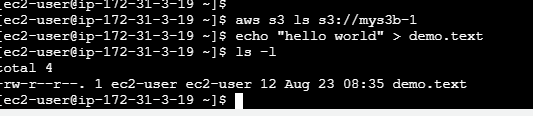 [ec2-user@ip-172-31-3-19 ~]$
[ec2-user@ip-172-31-3-19 ~]$ aws s3 ls s3://mys3b-1
[ec2-user@ip-172-31-3-19 ~]$ echo "hello world" > demo.text
[ec2-user@ip-172-31-3-19 ~]$ ls -l
total 4
-rw-r--r--. 1 ec2-user ec2-user 12 Aug 23 08:35 demo.text
[ec2-user@ip-172-31-3-19 ~]$